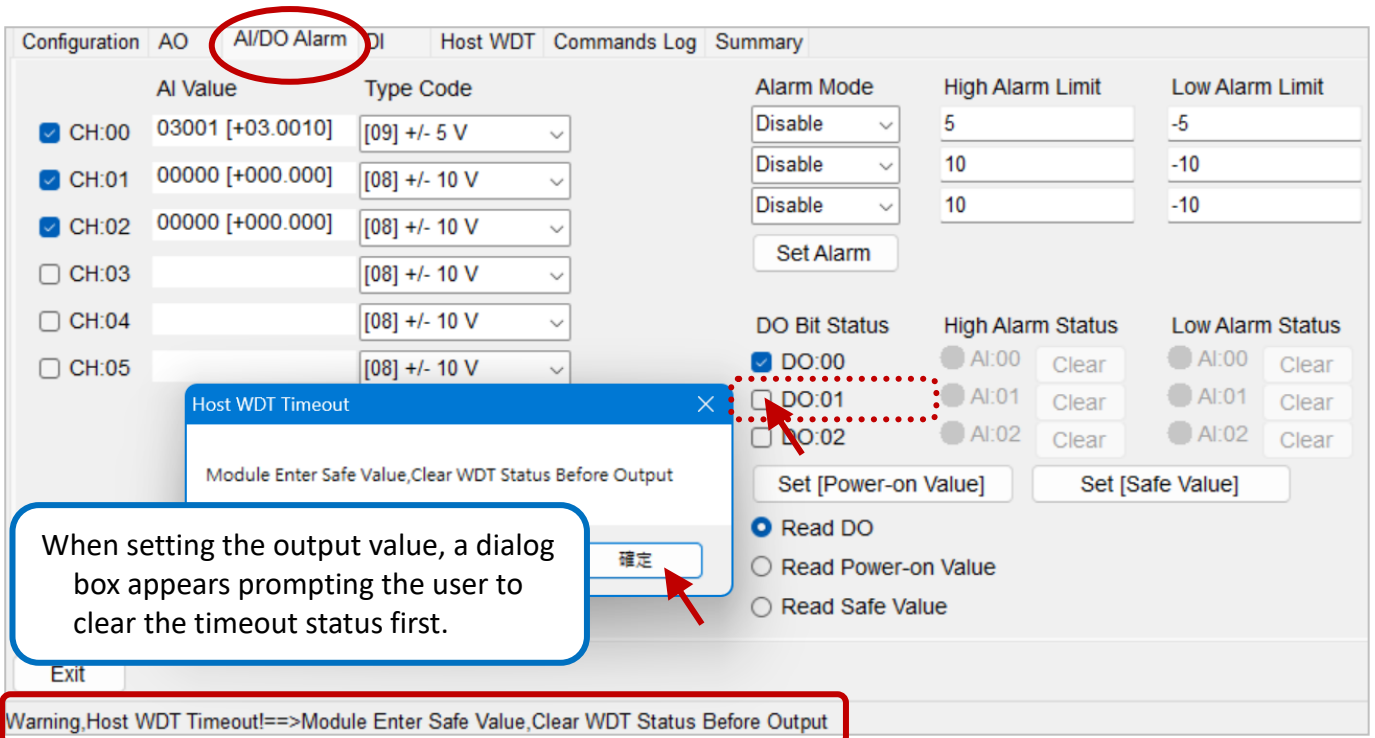 Configuration AO AI/DO Alarm DI Host WDT Commands Log Summary
AI Value Type Code Alarm Mode High Alarm Limit Low Alarm Limit
CH:00 03001 [+03.0010] [09] +/- 5 V Disable 5 -5
CH:01 00000 [+000.000] [08] +/- 10 V Disable 10 -10
CH:02 00000 [+000.000] [08] +/- 10 V Disable 10 -10
Set Alarm
CH:03 [08] +/- 10 V
CH:04 [08] +/- 10 V
DO Bit Status High Alarm Status Low Alarm Status
CH:05 [08] +/- 10 V
DO:00 AI:00 Clear AI:00 Clear
DO:01 AI:01 Clear AI:01 Clear
DO:02 AI:02 Clear AI:02 Clear
Set [Power-on Value] Set [Safe Value]
Read DO
Read Power-on Value
Read Safe Value
Host WDT Timeout
Module Enter Safe Value,Clear WDT Status Before Output
確定
When setting the output value, a dialog
box appears prompting the user to
clear the timeout status first.
Exit
Warning,Host WDT Timeout!==>Module Enter Safe Value,Clear WDT Status Before Output